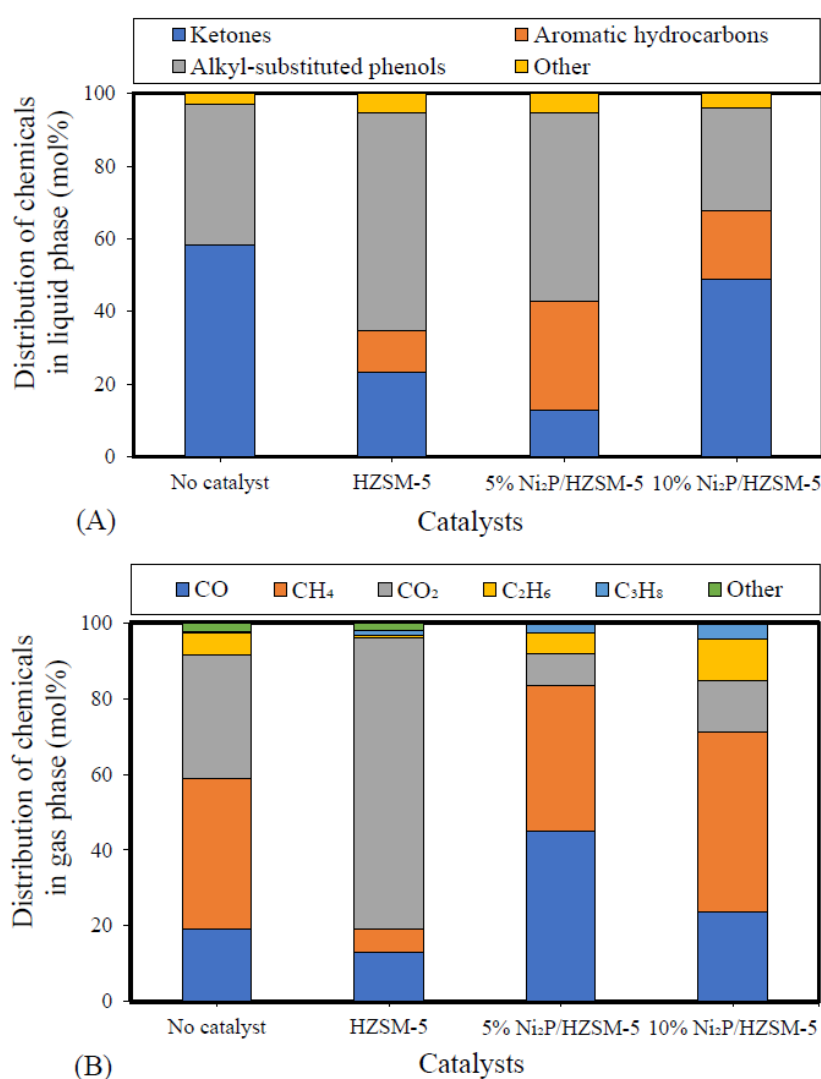 Ketones Aromatic hydrocarbons
Alkyl-substituted phenols Other
Distribution of chemicals
in liquid phase (mol%)
100
80
60
40
20
0
No catalyst HZSM-5 5% Ni₂P/HZSM-5 10% Ni₂P/HZSM-5
(A) Catalysts
CO CH₄ CO₂ C₂H₆ C₃H₈ Other
Distribution of chemicals
in gas phase (mol%)
100
80
60
40
20
0
No catalyst HZSM-5 5% Ni₂P/HZSM-5 10% Ni₂P/HZSM-5
(B) Catalysts